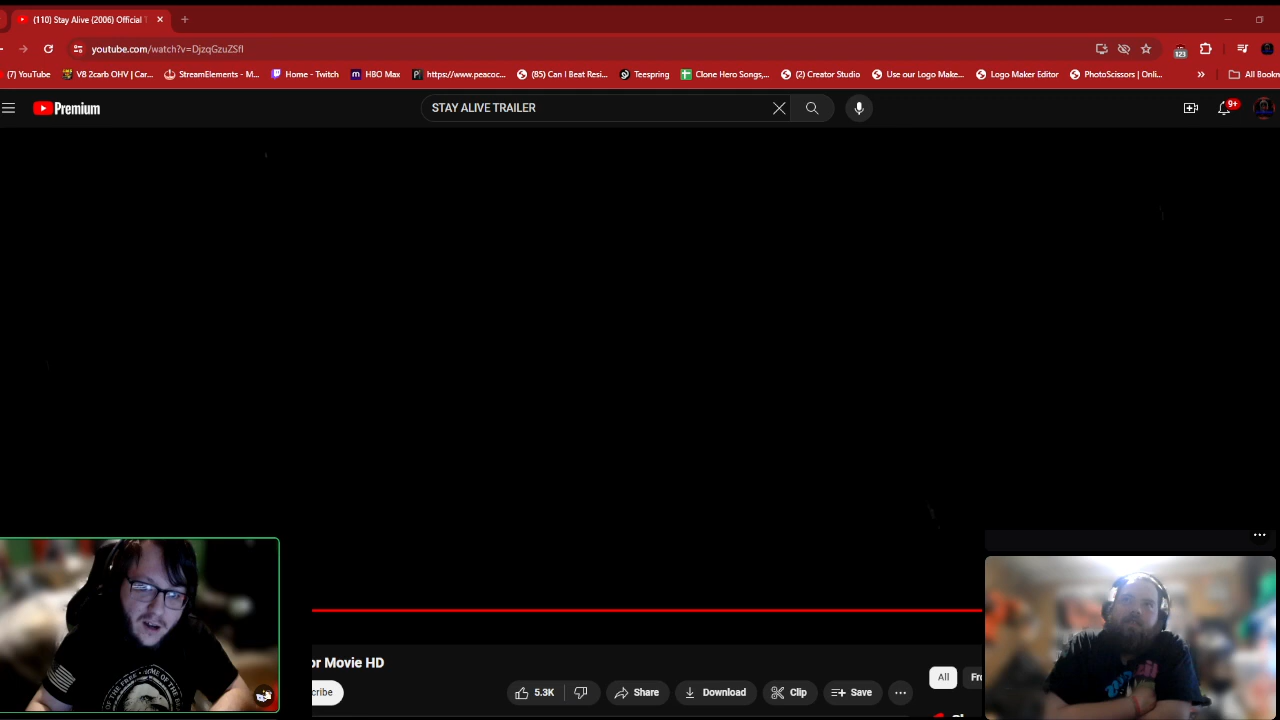 (110) Stay Alive (2006) Official T
youtube.com/watch?v=DjzqGzuZSfI
(7) YouTube V8 2carb OHV | Car... StreamElements - M... Home - Twitch HBO Max https://www.peacoc... (85) Can I Beat Resi... Teespring Clone Hero Songs,... (2) Creator Studio Use our Logo Make... Logo Maker Editor PhotoScissors | Onli... » All Bookm
123
Premium STAY ALIVE TRAILER 9+
or Movie HD
cribe 5.3K Share Download Clip Save ... All Fr